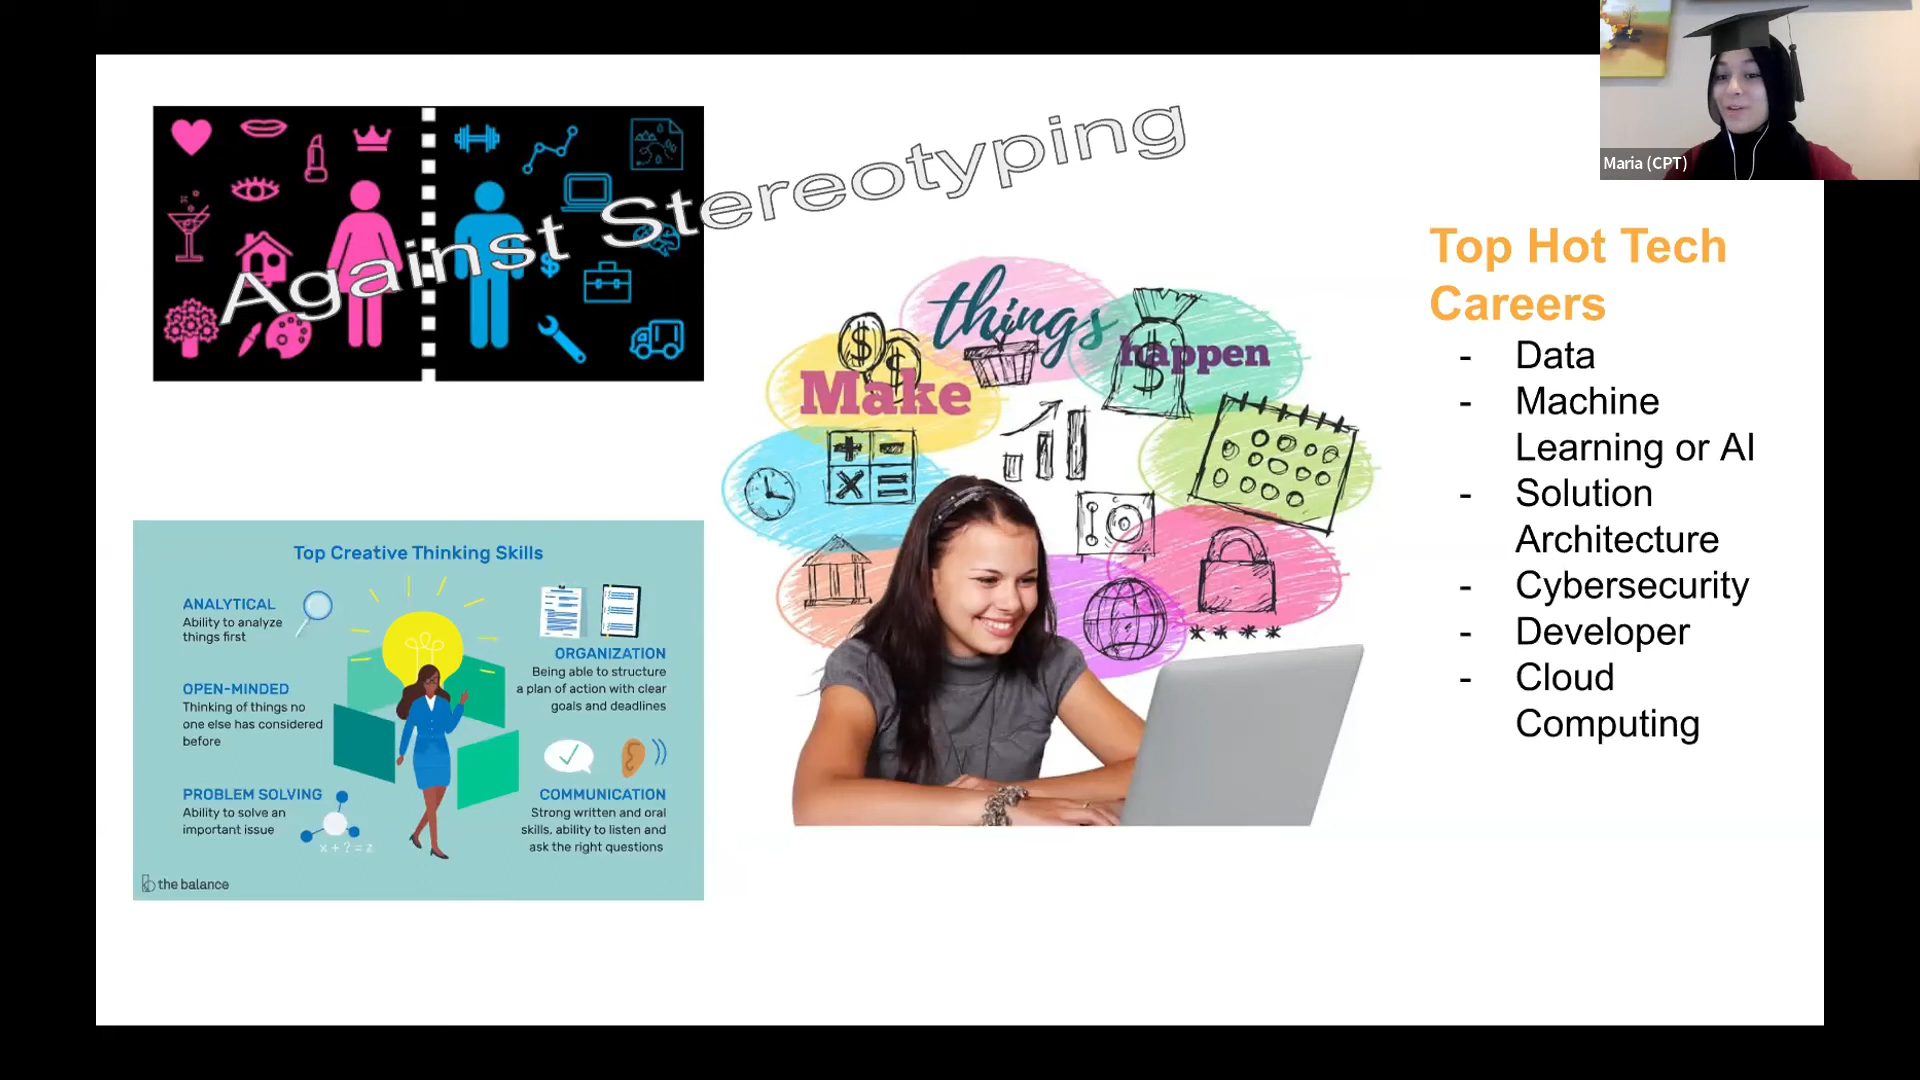 Maria (CPT)
Against Stereotyping
Top Hot Tech
Careers
- Data
- Machine
Learning or AI
- Solution
Architecture
- Cybersecurity
- Developer
- Cloud
Computing
things
happen
Make
$
$
$
+ -
X =
* * * *
Top Creative Thinking Skills
ANALYTICAL
Ability to analyze
things first
OPEN-MINDED
Thinking of things no
one else has considered
before
PROBLEM SOLVING
Ability to solve an
important issue
x + ? = z
ORGANIZATION
Being able to structure
a plan of action with clear
goals and deadlines
COMMUNICATION
Strong written and oral
skills, ability to listen and
ask the right questions
the balance